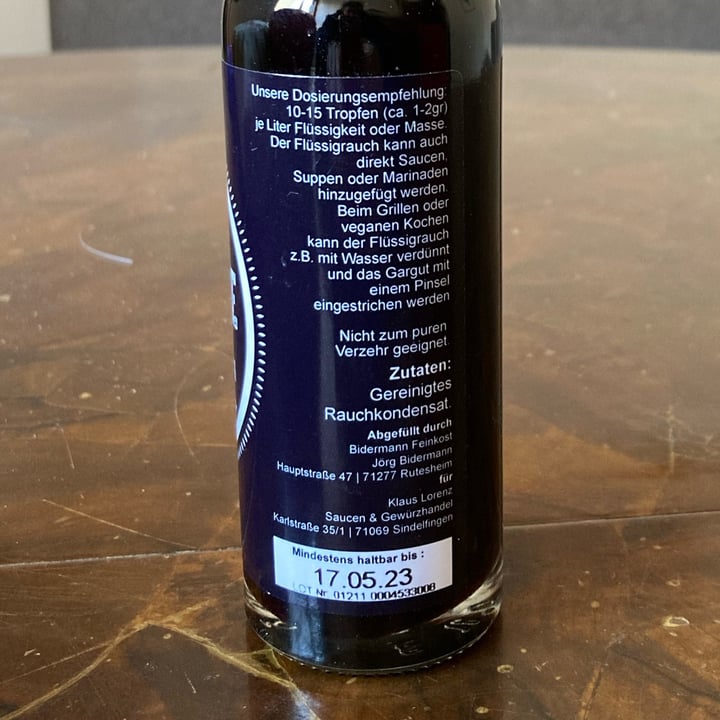 Unsere Dosierungsempfehlung:
10-15 Tropfen (ca. 1-2gr)
je Liter Flüssigkeit oder Masse.
Der Flüssigrauch kann auch
direkt Saucen,
Suppen oder Marinaden
hinzugefügt werden.
Beim Grillen oder
veganen Kochen
kann der Flüssigrauch
z.B. mit Wasser verdünnt
und das Gargut mit
einem Pinsel
eingestrichen werden
Nicht zum puren
Verzehr geeignet.
Zutaten:
Gereinigtes
Rauchkondensat.
Abgefüllt durch
Bidermann Feinkost
Jörg Bidermann
Hauptstraße 47 | 71277 Rutesheim
für
Klaus Lorenz
Saucen & Gewürzhandel
Karlstraße 35/1 | 71069 Sindelfingen
Mindestens haltbar bis :
17.05.23
LOT Nr. 01211 0004533008